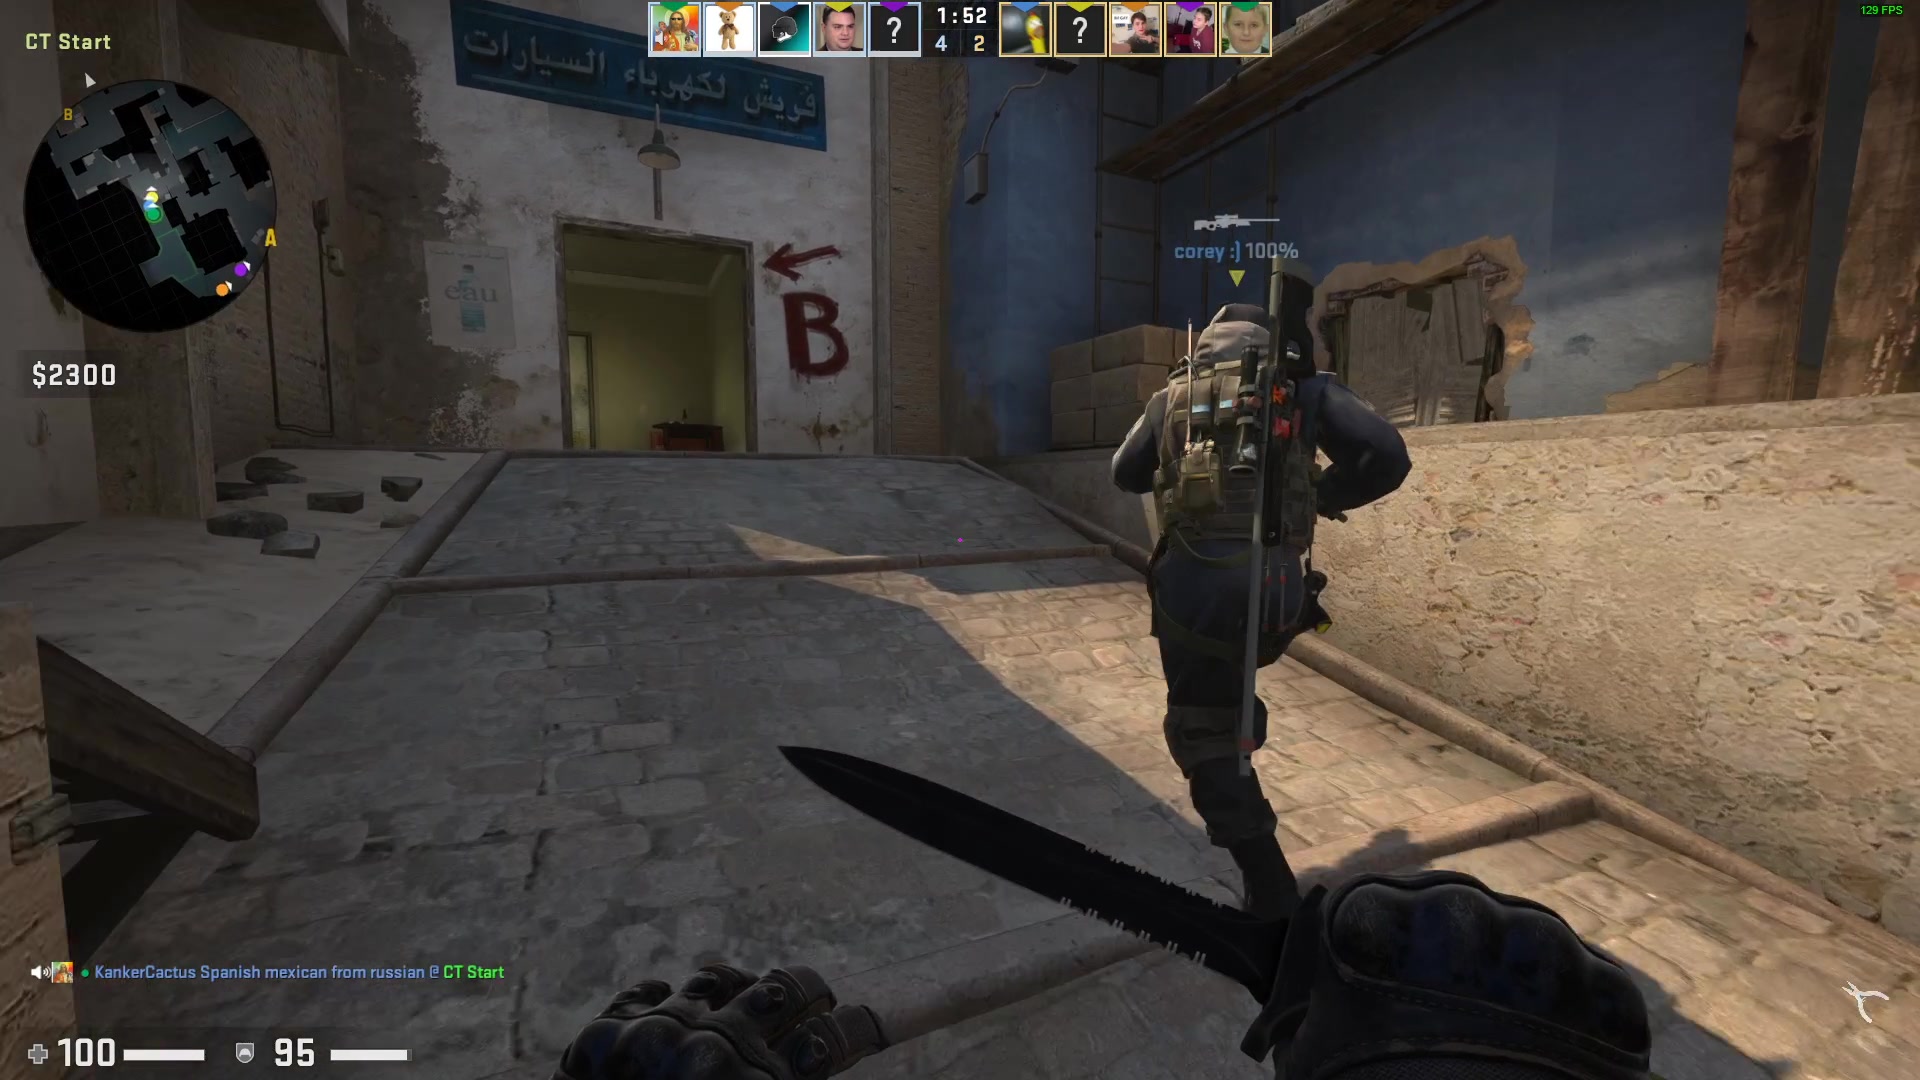 129 FPS
CT Start
1:52
4 2
? ?
فريش لكهرباء السيارات
B
A
eau
B
corey :) 100%
$2300
KankerCactus Spanish mexican from russian @ CT Start
100 95